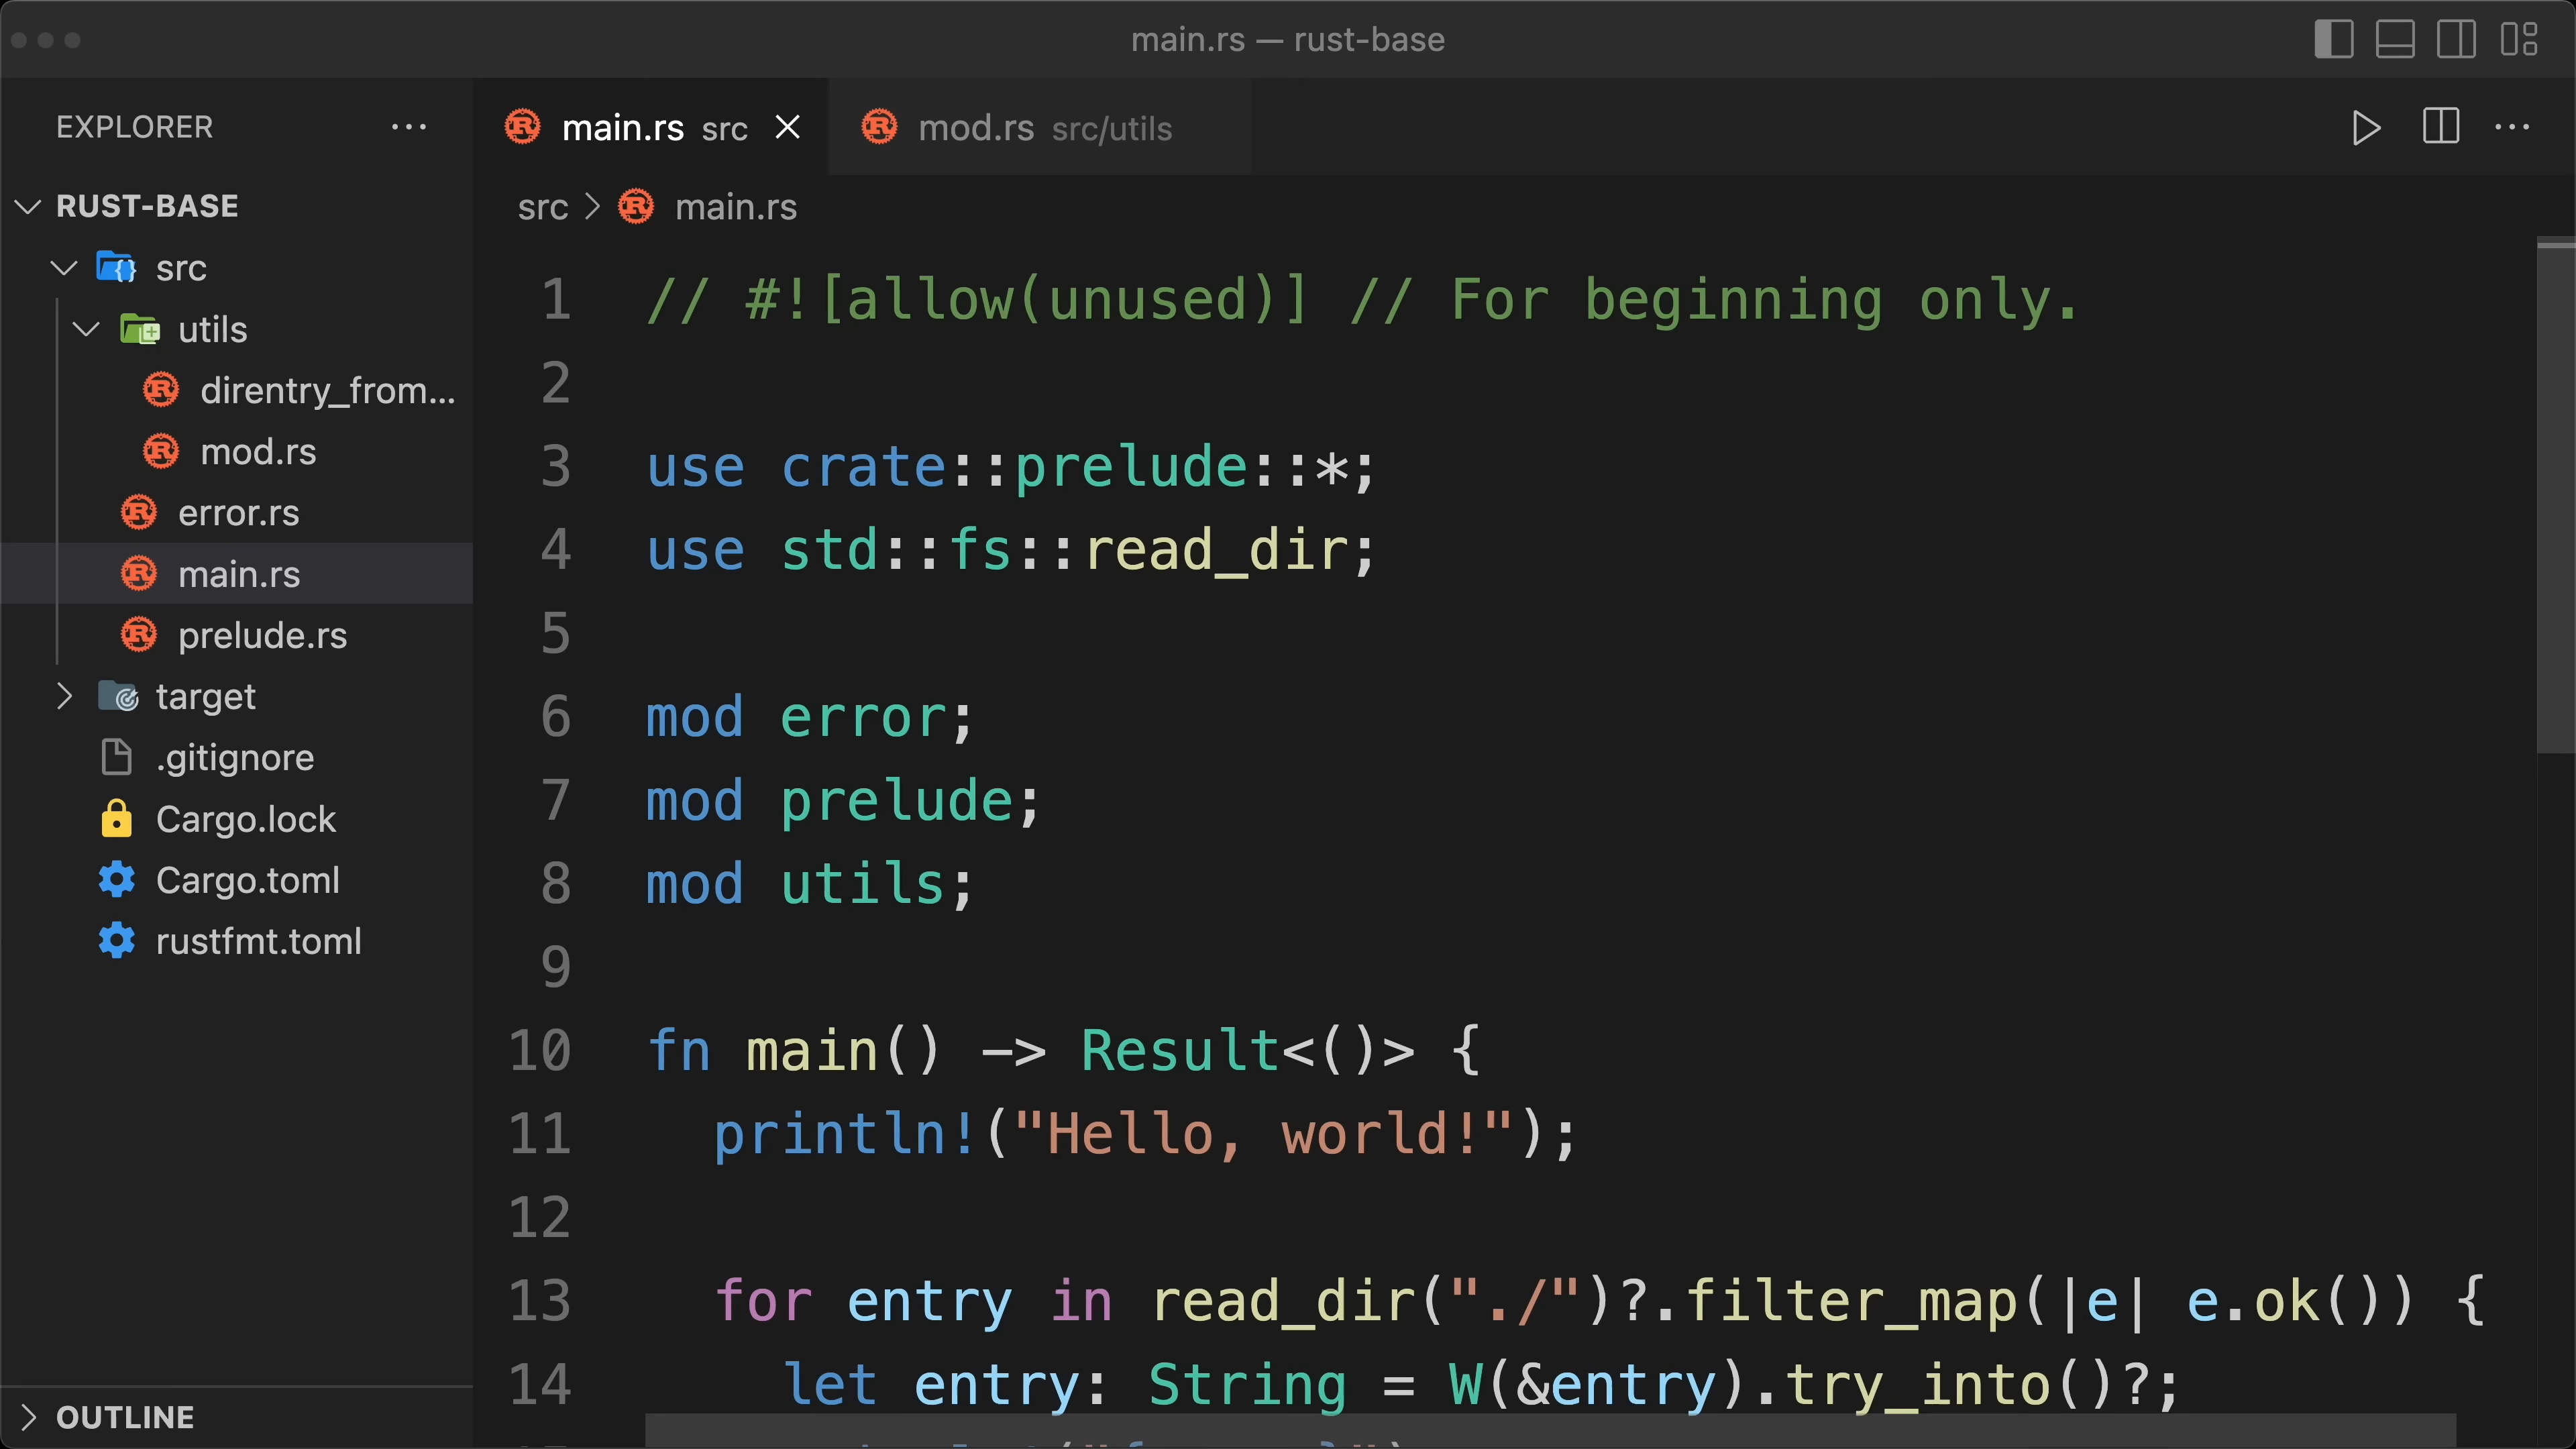 main.rs — rust-base
EXPLORER
RUST-BASE
src
utils
direntry_from...
mod.rs
error.rs
main.rs
prelude.rs
target
.gitignore
Cargo.lock
Cargo.toml
rustfmt.toml
OUTLINE
main.rs src
mod.rs src/utils
src > main.rs
1 // #![allow(unused)] // For beginning only.
2
3 use crate::prelude::*;
4 use std::fs::read_dir;
5
6 mod error;
7 mod prelude;
8 mod utils;
9
10 fn main() -> Result<()> {
11 println!("Hello, world!");
12
13 for entry in read_dir("./")?.filter_map(|e| e.ok()) {
14 let entry: String = W(&entry).try_into()?;